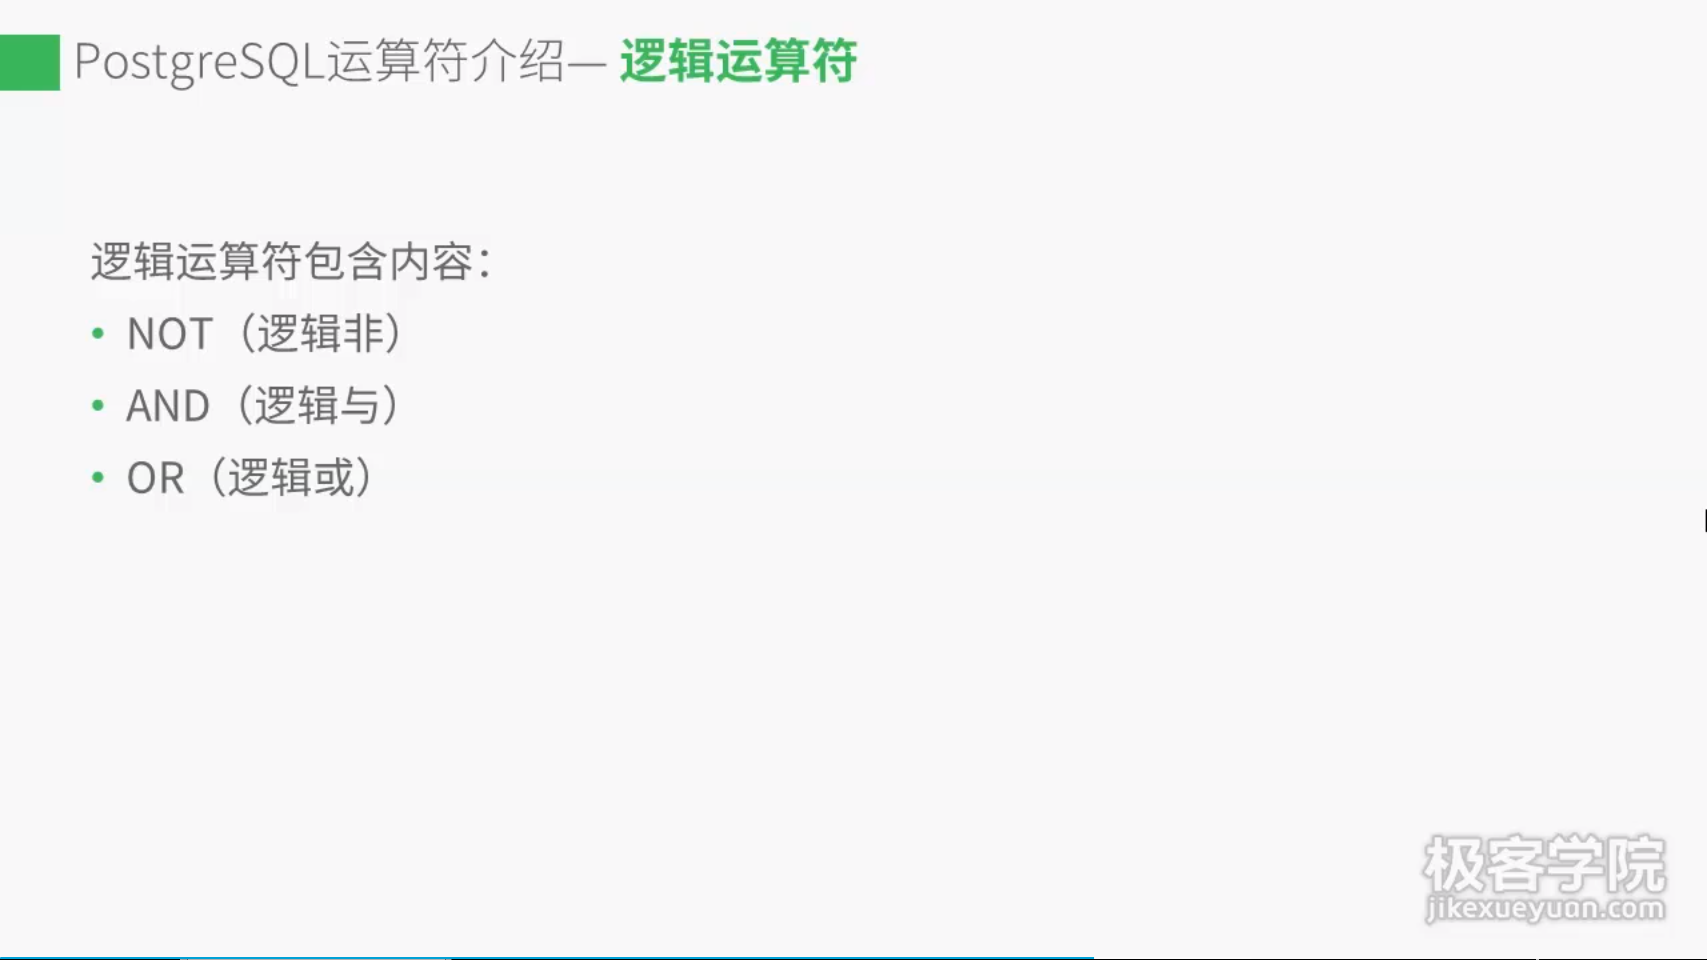 PostgreSQL运算符介绍— 逻辑运算符
逻辑运算符包含内容：
• NOT（逻辑非）
• AND（逻辑与）
• OR（逻辑或）
极客学院
jikexueyuan.com